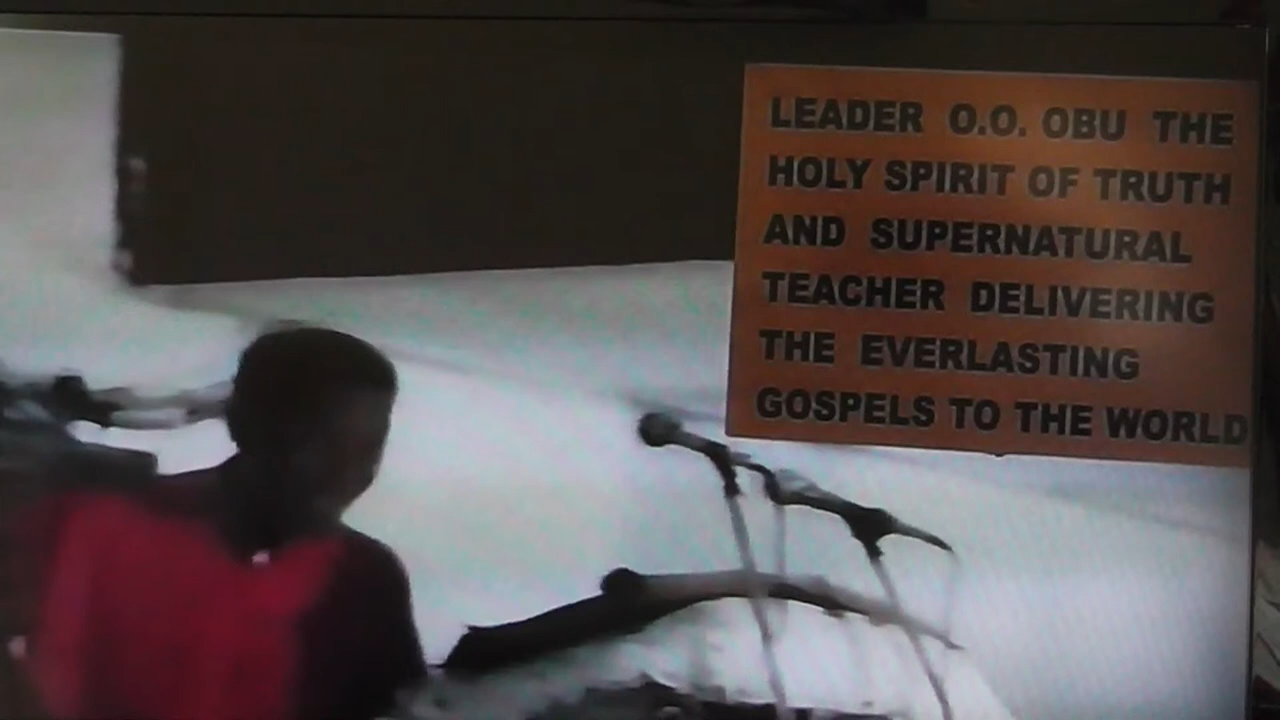 LEADER O.O. OBU THE
HOLY SPIRIT OF TRUTH
AND SUPERNATURAL
TEACHER DELIVERING
THE EVERLASTING
GOSPELS TO THE WORLD